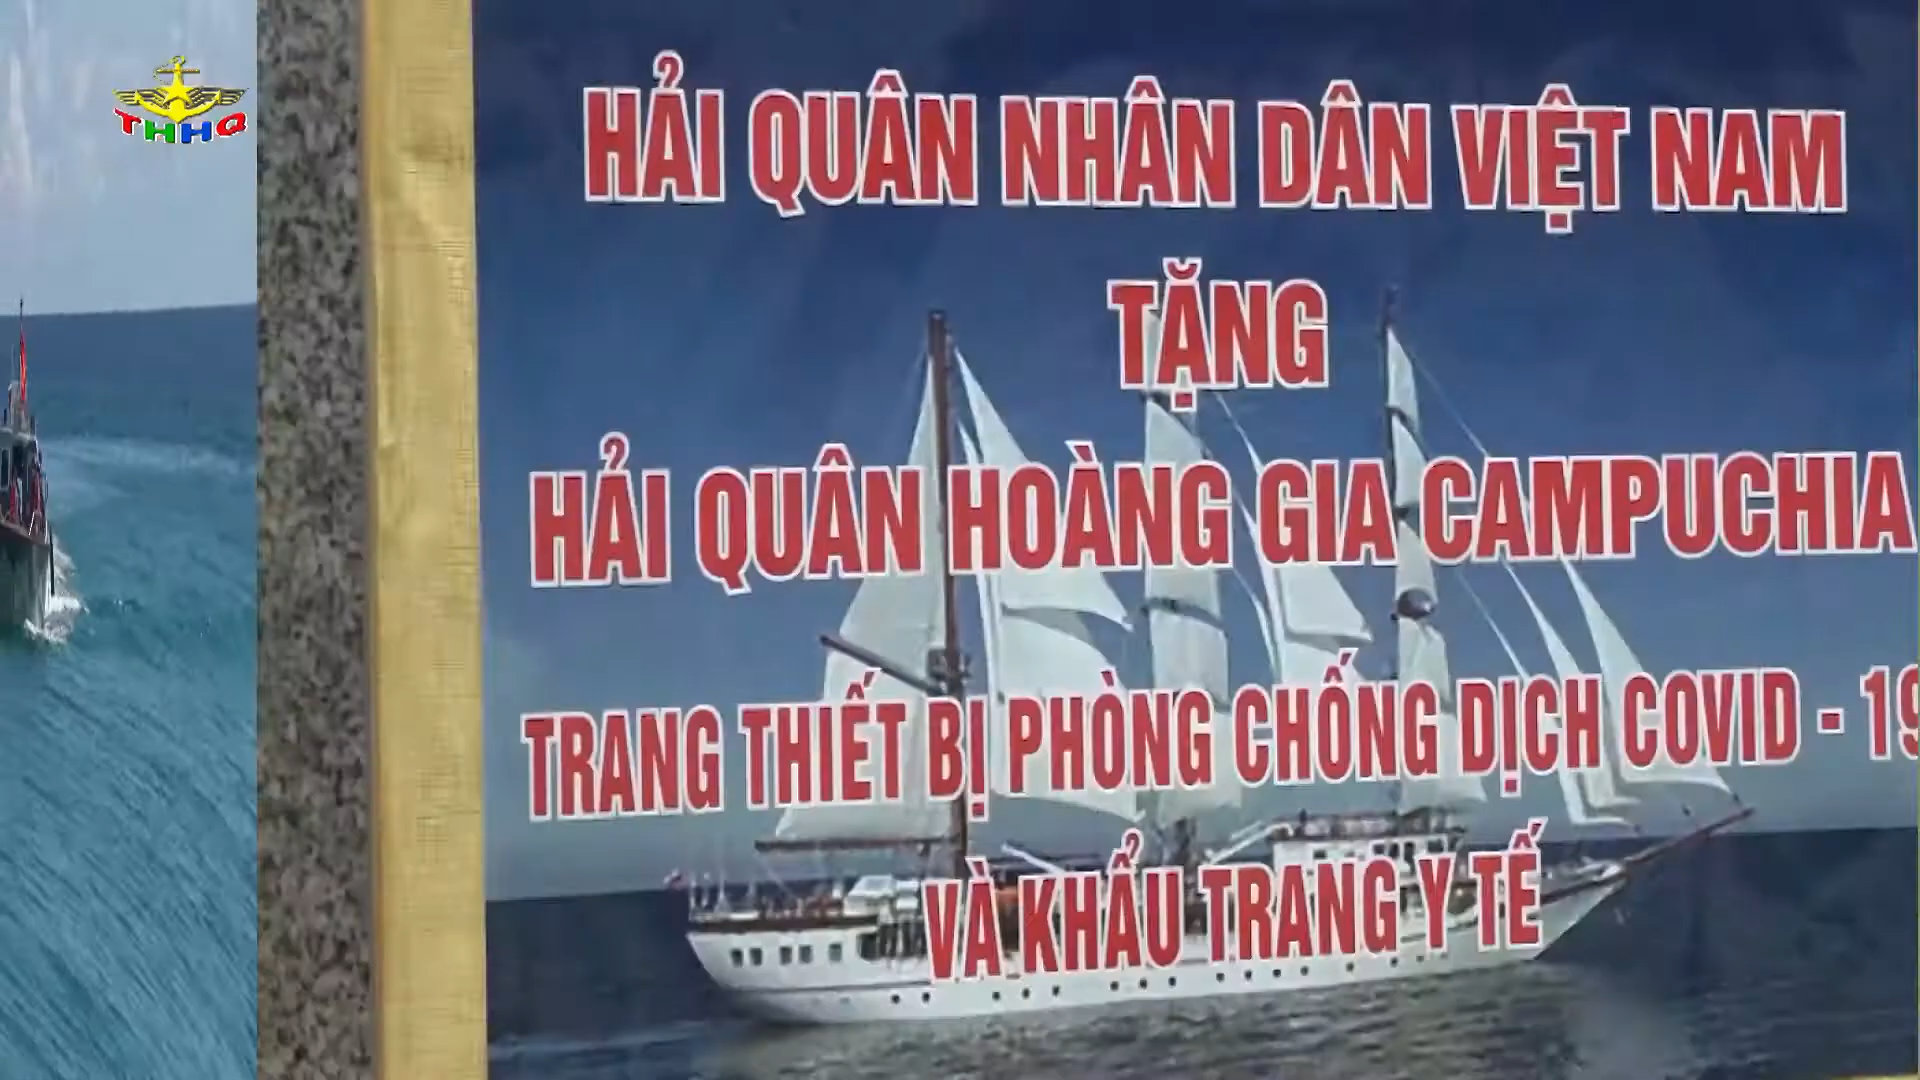 THHQ
HẢI QUÂN NHÂN DÂN VIỆT NAM
TẶNG
HẢI QUÂN HOÀNG GIA CAMPUCHIA
TRANG THIẾT BỊ PHÒNG CHỐNG DỊCH COVID - 19
VÀ KHẨU TRANG Y TẾ